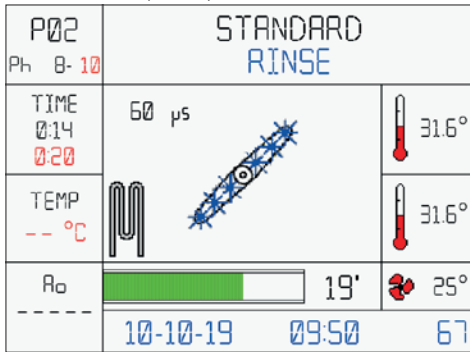 P02
Ph 8- 10
STANDARD
RINSE
TIME
0:14
0:20
60 µs
31.6°
TEMP
-- °C
31.6°
Ao
-----
19'
25°
10-10-19 09:50 67